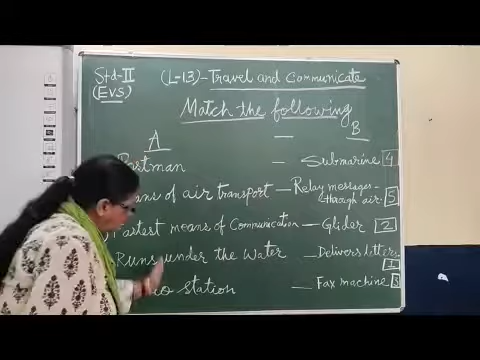 Std-II (L-13)-Travel and Communicate
(EVS)
Match the following
A — B
Postman — Submarine 4
ans of air transport — Relay messages through air 5
Fastest means of Communication — Glider 2
Runs under the Water — Delivers letters 1
io Station — Fax machine 3